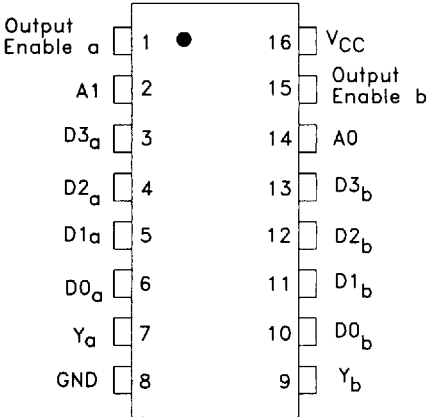 Output
Enable a 1 16 VCC
A1 2 15 Output
Enable b
D3a 3 14 A0
D2a 4 13 D3b
D1a 5 12 D2b
D0a 6 11 D1b
Ya 7 10 D0b
GND 8 9 Yb